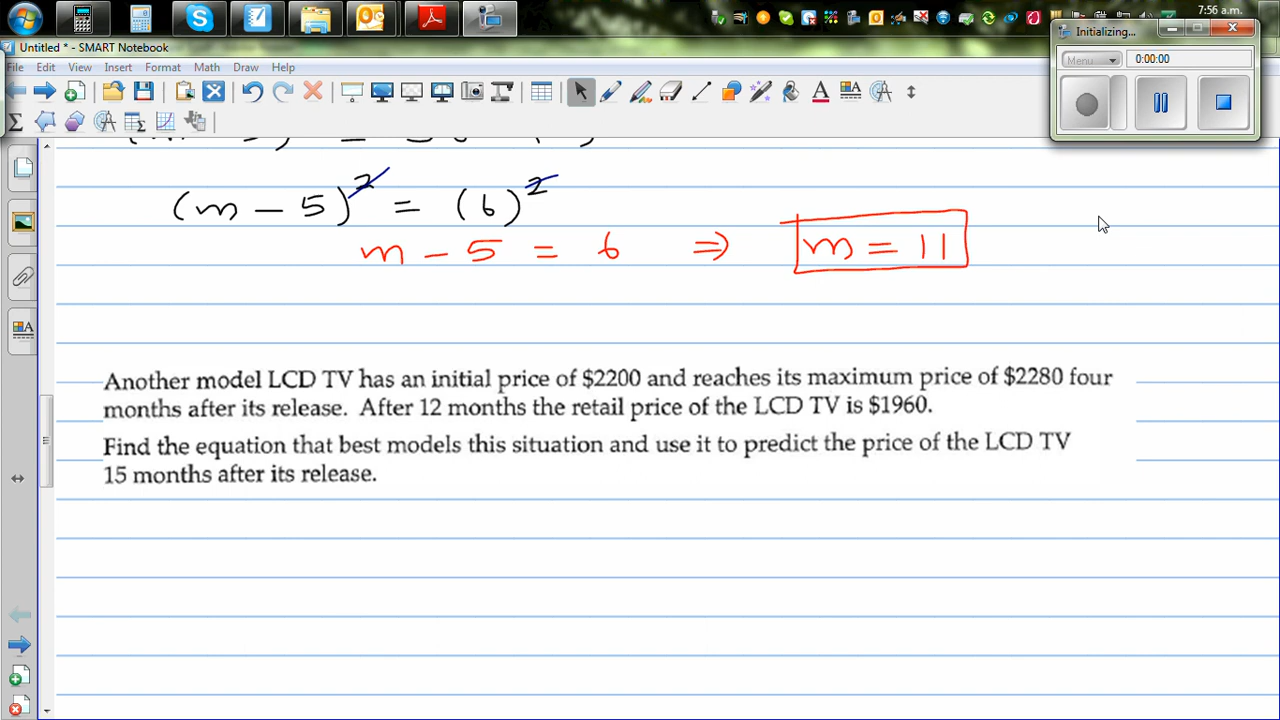 7:56 a.m.
Untitled * - SMART Notebook
Initializing...
File Edit View Insert Format Math Draw Help
Menu
0:00:00
(m - 5)² = (6)²
m - 5 = 6 ⇒ m = 11
Another model LCD TV has an initial price of $2200 and reaches its maximum price of $2280 four
months after its release. After 12 months the retail price of the LCD TV is $1960.
Find the equation that best models this situation and use it to predict the price of the LCD TV
15 months after its release.